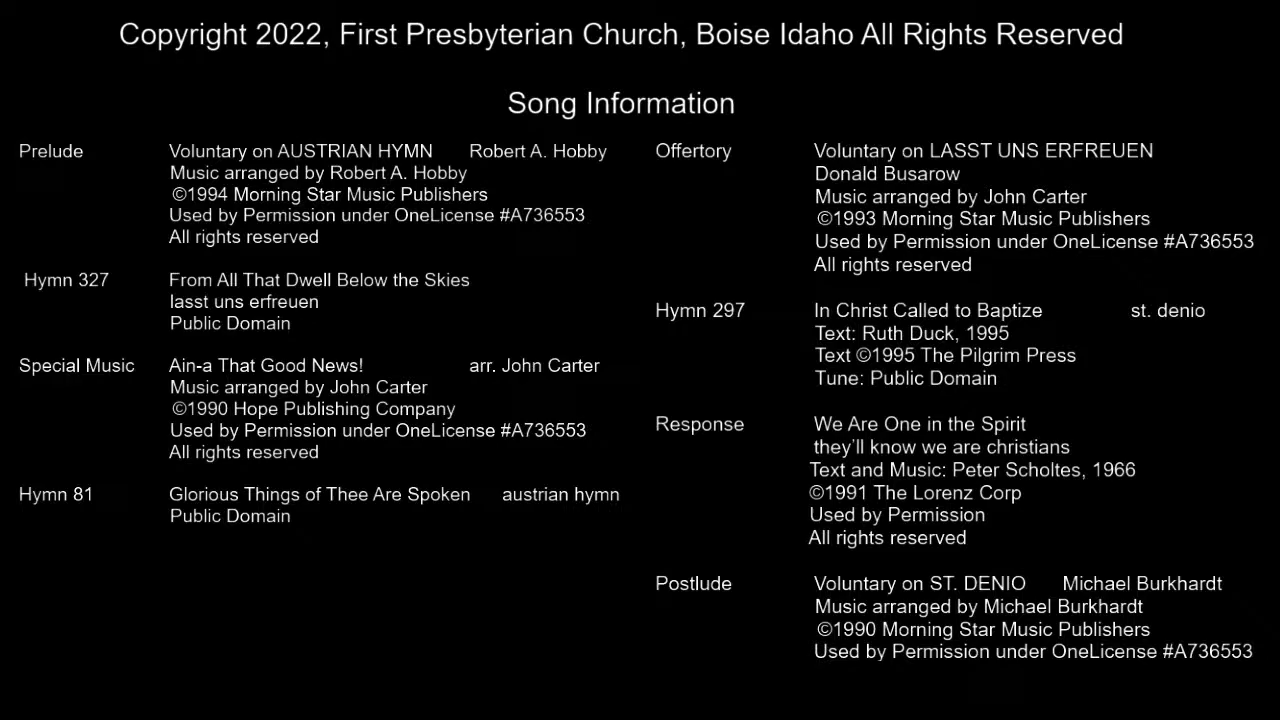 Copyright 2022, First Presbyterian Church, Boise Idaho All Rights Reserved
Song Information
Prelude Voluntary on AUSTRIAN HYMN Robert A. Hobby
Music arranged by Robert A. Hobby
©1994 Morning Star Music Publishers
Used by Permission under OneLicense #A736553
All rights reserved
Hymn 327 From All That Dwell Below the Skies
lasst uns erfreuen
Public Domain
Special Music Ain-a That Good News! arr. John Carter
Music arranged by John Carter
©1990 Hope Publishing Company
Used by Permission under OneLicense #A736553
All rights reserved
Hymn 81 Glorious Things of Thee Are Spoken austrian hymn
Public Domain
Offertory Voluntary on LASST UNS ERFREUEN
Donald Busarow
Music arranged by John Carter
©1993 Morning Star Music Publishers
Used by Permission under OneLicense #A736553
All rights reserved
Hymn 297 In Christ Called to Baptize st. denio
Text: Ruth Duck, 1995
Text ©1995 The Pilgrim Press
Tune: Public Domain
Response We Are One in the Spirit
they'll know we are christians
Text and Music: Peter Scholtes, 1966
©1991 The Lorenz Corp
Used by Permission
All rights reserved
Postlude Voluntary on ST. DENIO Michael Burkhardt
Music arranged by Michael Burkhardt
©1990 Morning Star Music Publishers
Used by Permission under OneLicense #A736553